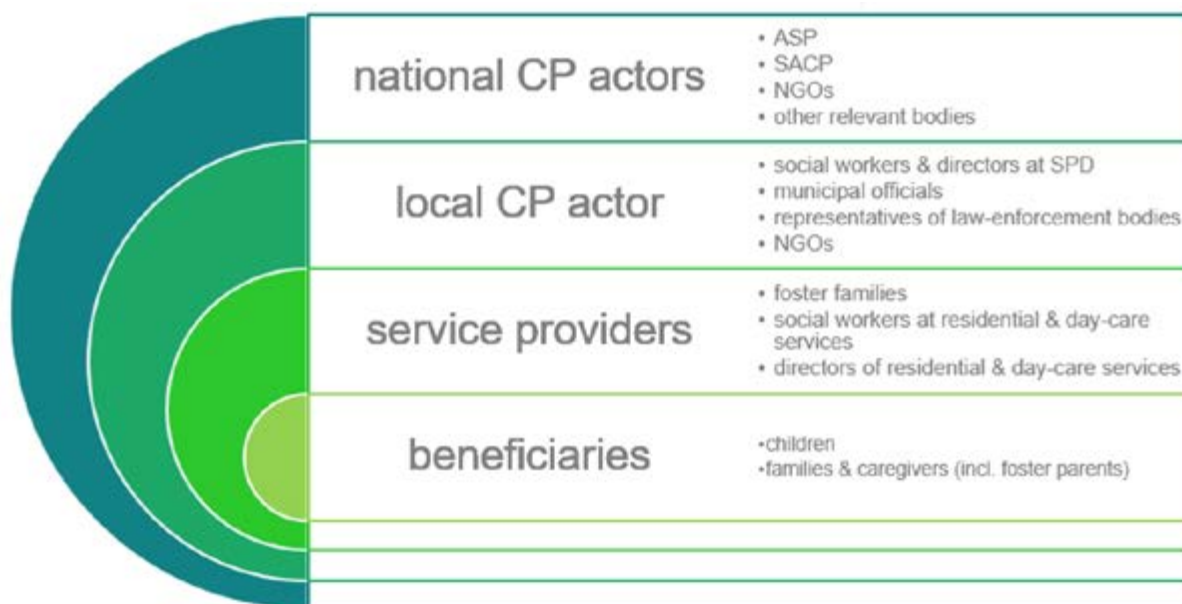 national CP actors
• ASP
• SACP
• NGOs
• other relevant bodies
local CP actor
• social workers & directors at SPD
• municipal officials
• representatives of law-enforcement bodies
• NGOs
service providers
• foster families
• social workers at residential & day-care
services
• directors of residential & day-care services
beneficiaries
•children
•families & caregivers (incl. foster parents)